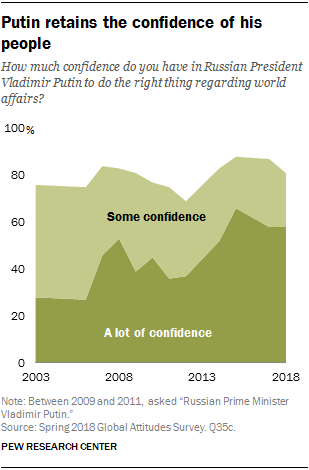 Putin retains the confidence of his
people
How much confidence do you have in Russian President
Vladimir Putin to do the right thing regarding world
affairs?
100%
80
60
40
20
0
Some confidence
A lot of confidence
2003 2008 2013 2018
Note: Between 2009 and 2011, asked “Russian Prime Minister
Vladimir Putin.”
Source: Spring 2018 Global Attitudes Survey. Q35c.
PEW RESEARCH CENTER